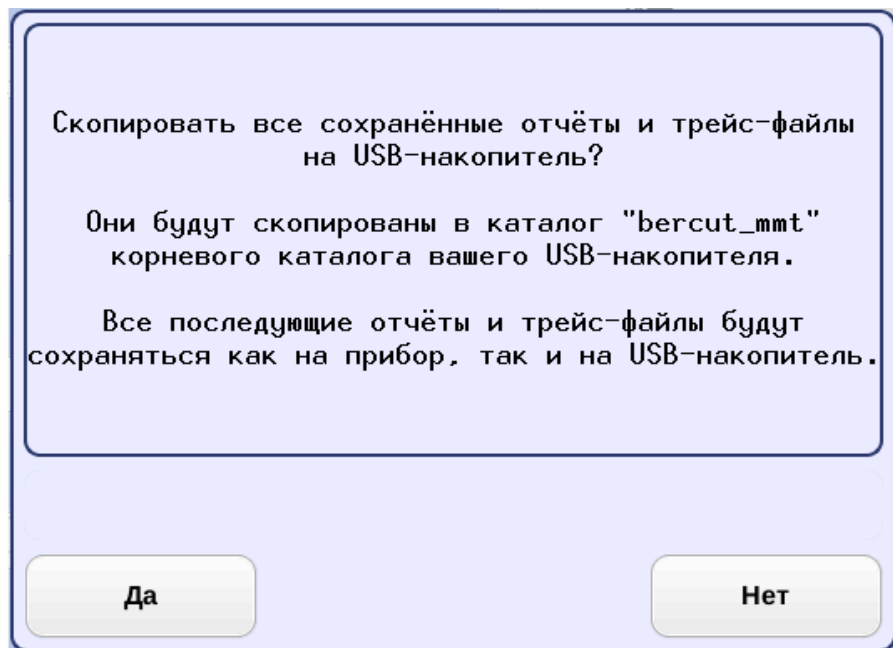 Скопировать все сохранённые отчёты и трейс-файлы
на USB-накопитель?
Они будут скопированы в каталог "bercut_mmt"
корневого каталога вашего USB-накопителя.
Все последующие отчёты и трейс-файлы будут
сохраняться как на прибор, так и на USB-накопитель.
Да
Нет